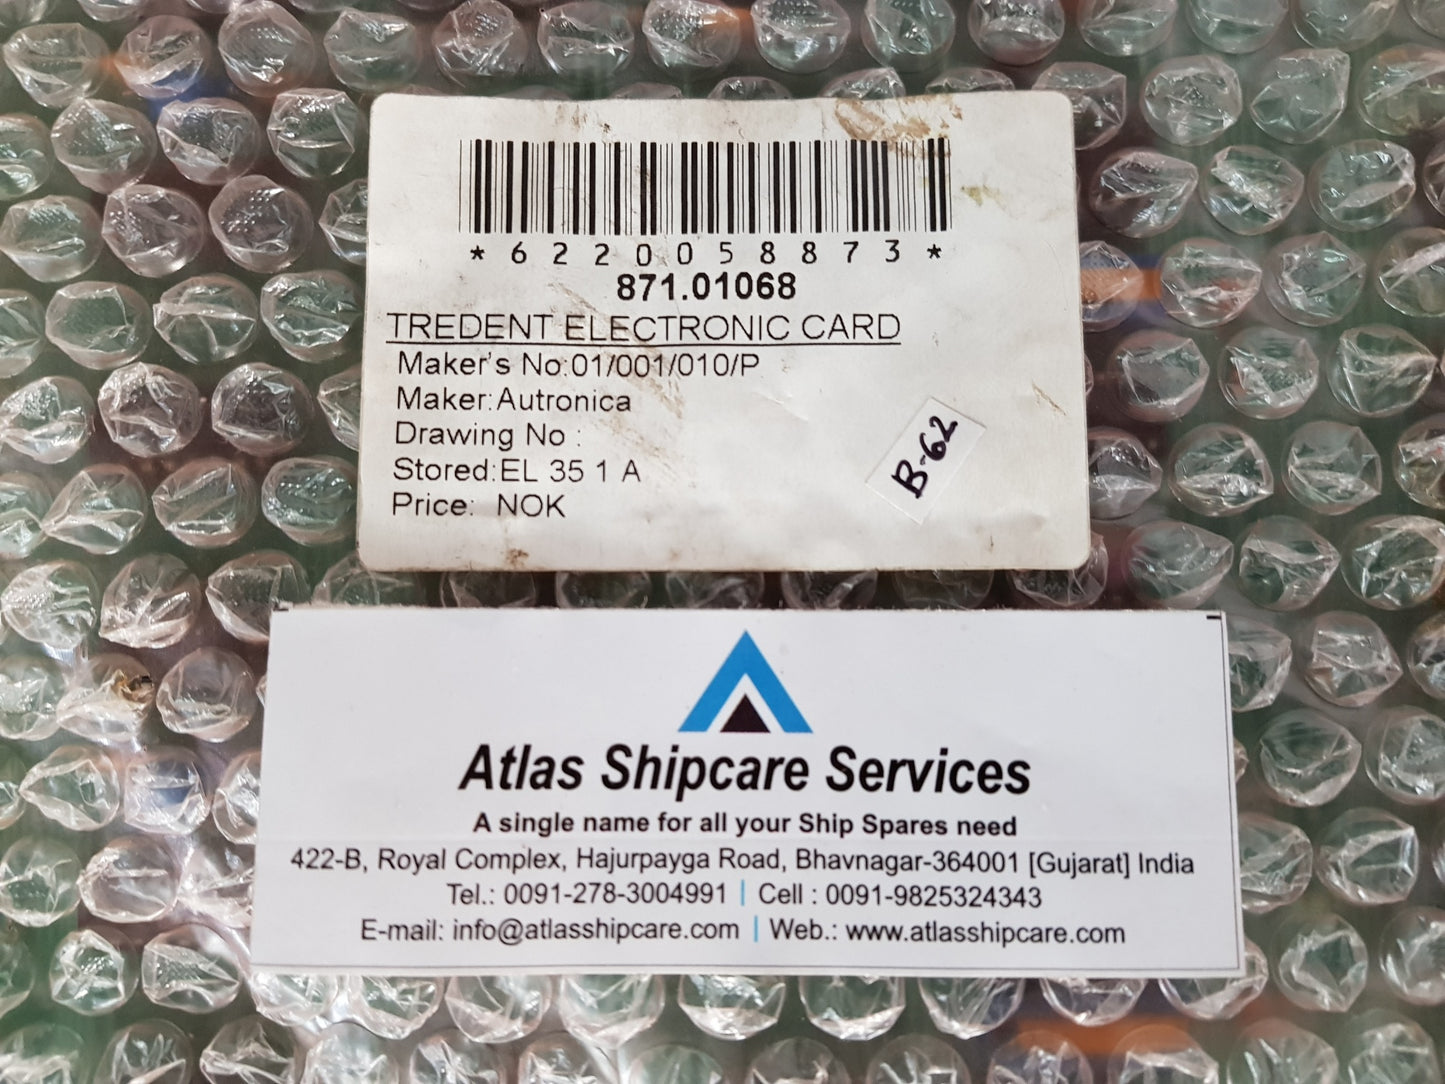 *6220058873*
871.01068
TREDENT ELECTRONIC CARD
Maker's No:01/001/010/P
Maker:Autronica
Drawing No :
Stored:EL 35 1 A
Price: NOK
B-62
Atlas Shipcare Services
A single name for all your Ship Spares need
422-B, Royal Complex, Hajurpayga Road, Bhavnagar-364001 [Gujarat] India
Tel.: 0091-278-3004991 | Cell : 0091-9825324343
E-mail: info@atlasshipcare.com | Web.: www.atlasshipcare.com